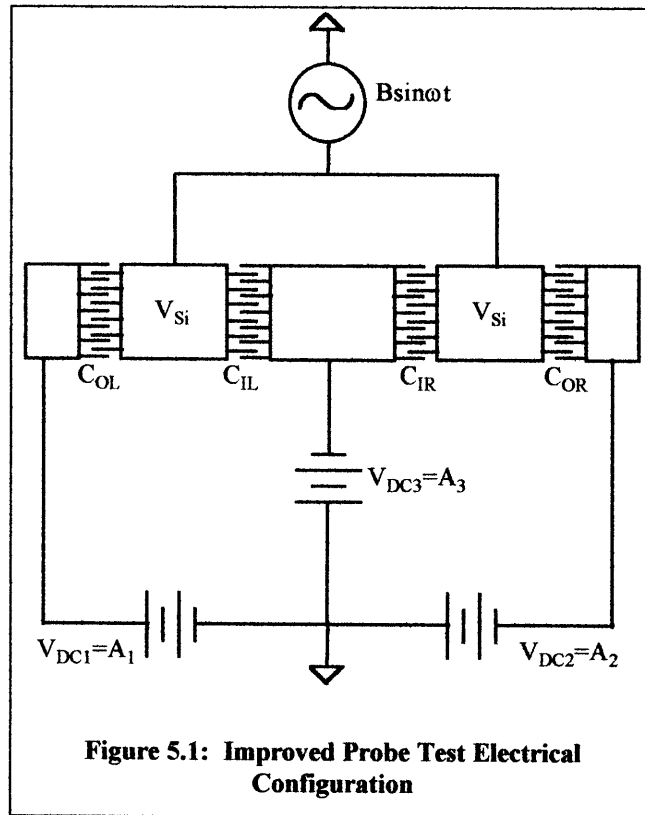 Bsinωt
V_Si V_Si
C_OL C_IL C_IR C_OR
V_DC3=A_3
V_DC1=A_1 V_DC2=A_2
Figure 5.1: Improved Probe Test Electrical
Configuration